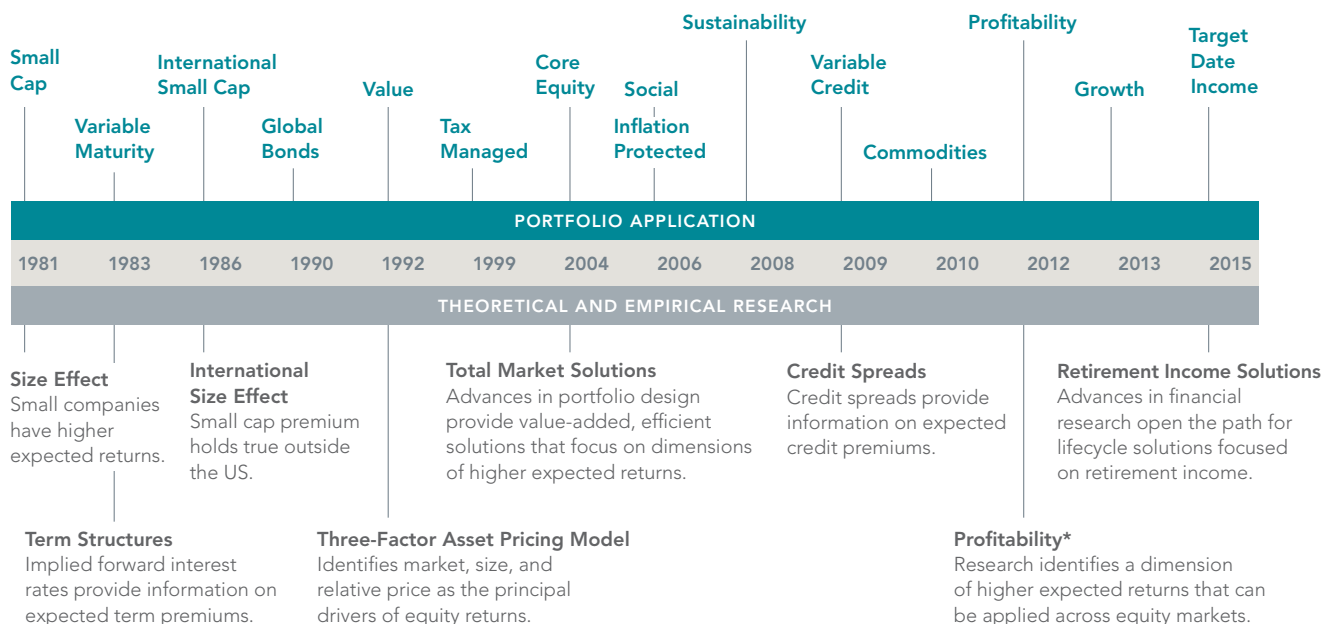 Small
Cap
Variable
Maturity
International
Small Cap
Global
Bonds
Value
Tax
Managed
Core
Equity
Social
Inflation
Protected
Sustainability
Variable
Credit
Commodities
Profitability
Growth
Target
Date
Income
PORTFOLIO APPLICATION
1981 1983 1986 1990 1992 1999 2004 2006 2008 2009 2010 2012 2013 2015
THEORETICAL AND EMPIRICAL RESEARCH
Size Effect
Small companies
have higher
expected returns.
Term Structures
Implied forward interest
rates provide information on
expected term premiums.
International
Size Effect
Small cap premium
holds true outside
the US.
Three-Factor Asset Pricing Model
Identifies market, size, and
relative price as the principal
drivers of equity returns.
Total Market Solutions
Advances in portfolio design
provide value-added, efficient
solutions that focus on dimensions
of higher expected returns.
Credit Spreads
Credit spreads provide
information on expected
credit premiums.
Profitability*
Research identifies a dimension
of higher expected returns that can
be applied across equity markets.
Retirement Income Solutions
Advances in financial
research open the path for
lifecycle solutions focused
on retirement income.